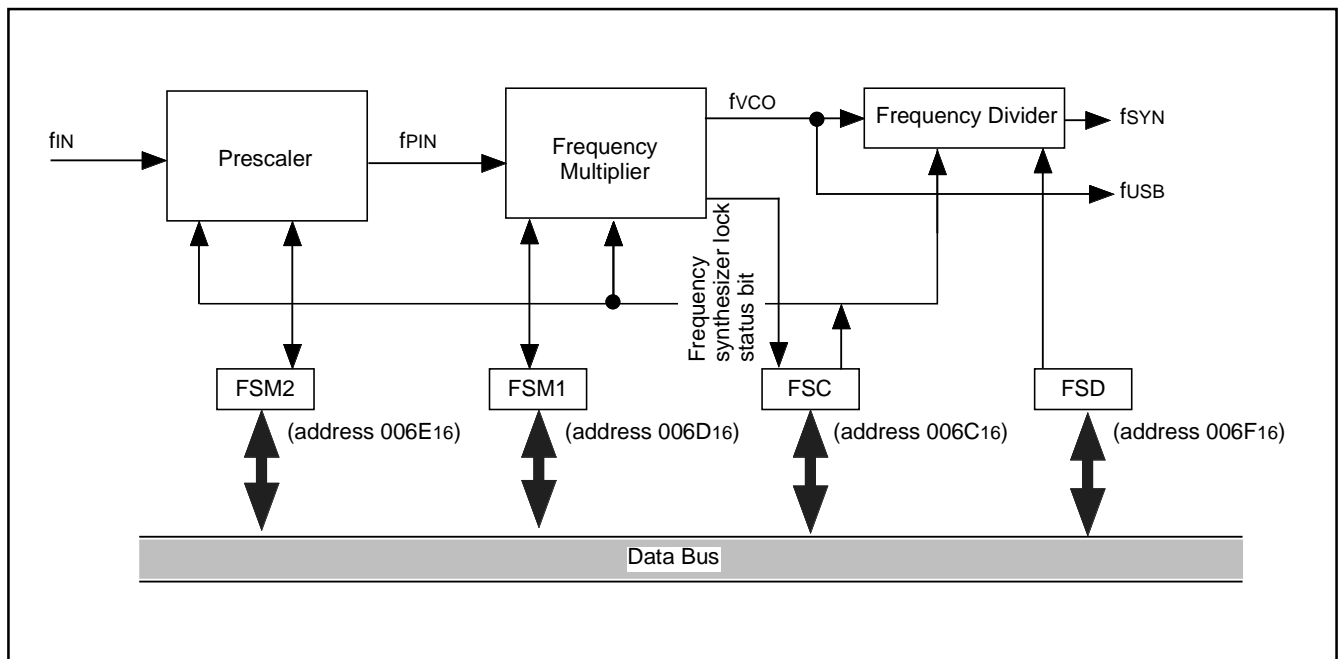 fIN
Prescaler
fPIN
Frequency
Multiplier
fVCO
Frequency Divider
fSYN
fUSB
Frequency
synthesizer lock
status bit
FSM2
FSM1
FSC
FSD
(address 006E16)
(address 006D16)
(address 006C16)
(address 006F16)
Data Bus